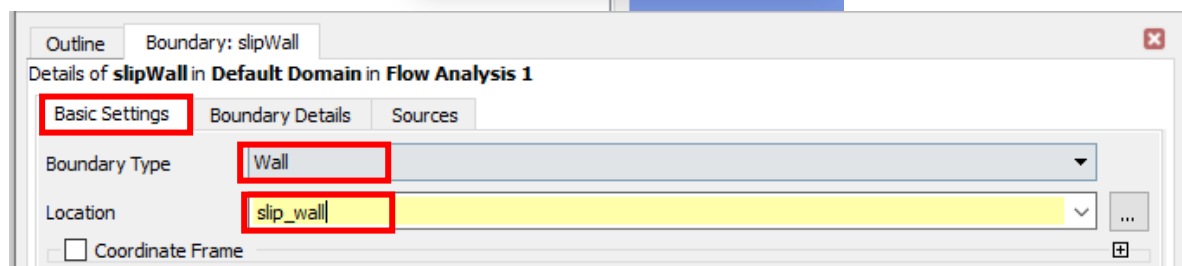 Outline Boundary: slipWall
Details of slipWall in Default Domain in Flow Analysis 1
Basic Settings Boundary Details Sources
Boundary Type Wall
Location slip_wall ...
Coordinate Frame